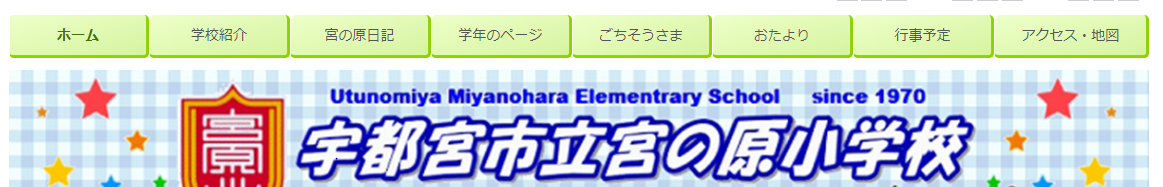 ホーム 学校紹介 宮の原日記 学年のページ ごちそうさま おたより 行事予定 アクセス・地図
Utunomiya Miyanohara Elementrary School since 1970
宇都宮市立宮の原小学校
宮原